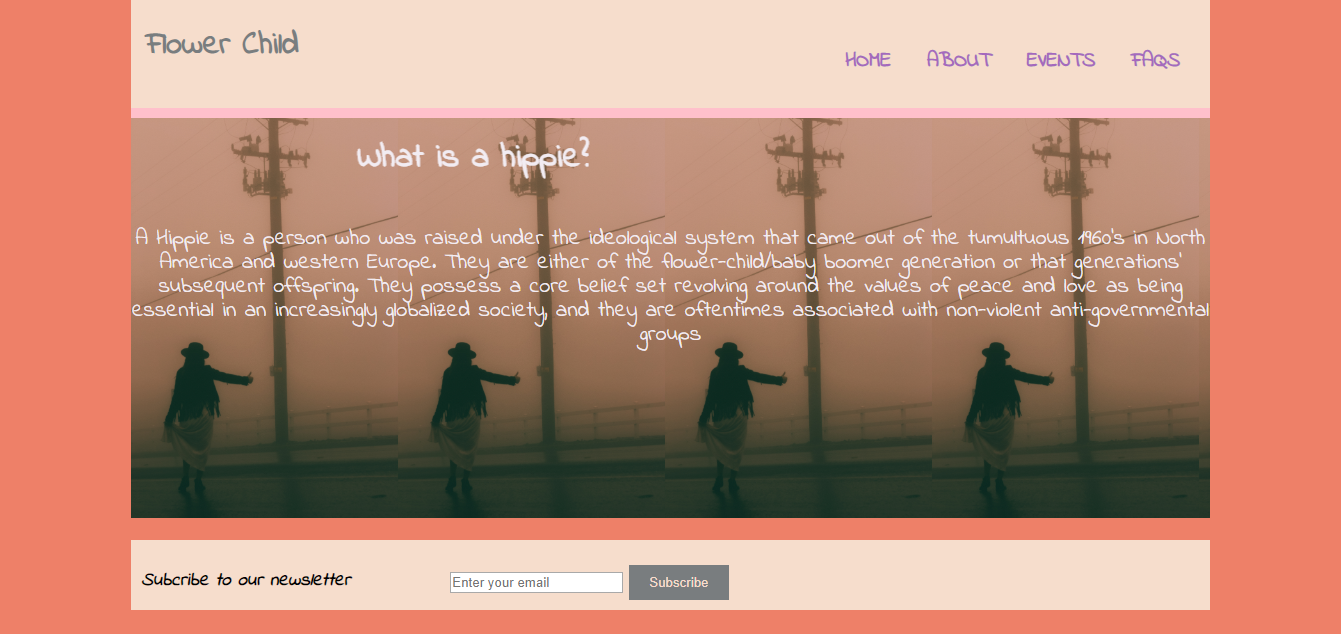 Flower Child
HOME ABOUT EVENTS FAQS
What is a hippie?
A Hippie is a person who was raised under the ideological system that came out of the tumultuous 1960's in North
America and western Europe. They are either of the flower-child/baby boomer generation or that generations'
subsequent offspring. They possess a core belief set revolving around the values of peace and love as being
essential in an increasingly globalized society, and they are oftentimes associated with non-violent anti-governmental
groups
Subcribe to our newsletter
Enter your email
Subscribe